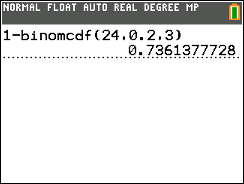 NORMAL FLOAT AUTO REAL DEGREE MP
1-binomcdf(24,0.2,3)
0.7361377728